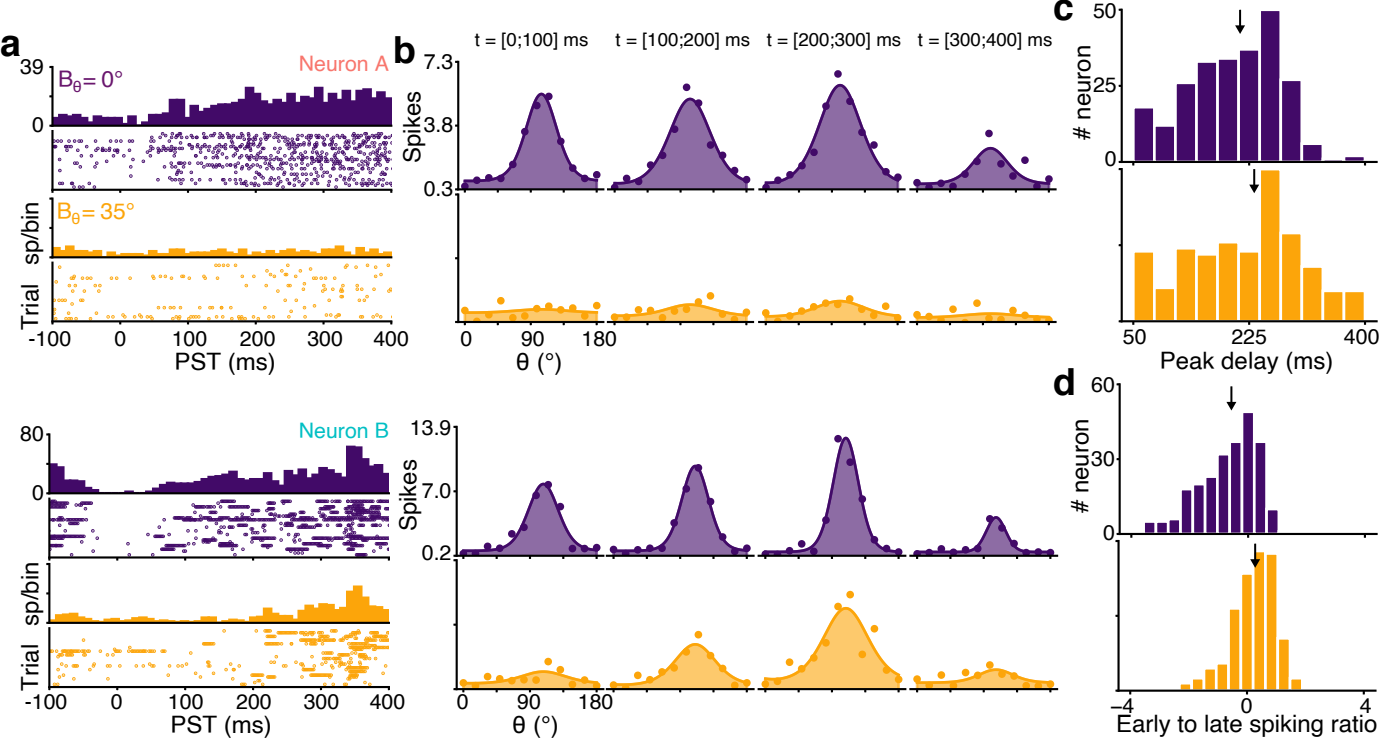 a
39
Bθ= 0°
Neuron A
0
Bθ= 35°
sp/bin
Trial
-100 0 100 200 300 400
PST (ms)
80
Neuron B
0
sp/bin
Trial
-100 0 100 200 300 400
PST (ms)
b
t = [0;100] ms t = [100;200] ms t = [200;300] ms t = [300;400] ms
7.3
3.8
0.3
Spikes
0 90 180
θ (°)
13.9
7.0
0.2
Spikes
0 90 180
θ (°)
c
50
25
0
# neuron
50 225 400
Peak delay (ms)
d
60
30
0
# neuron
−4 0 4
Early to late spiking ratio